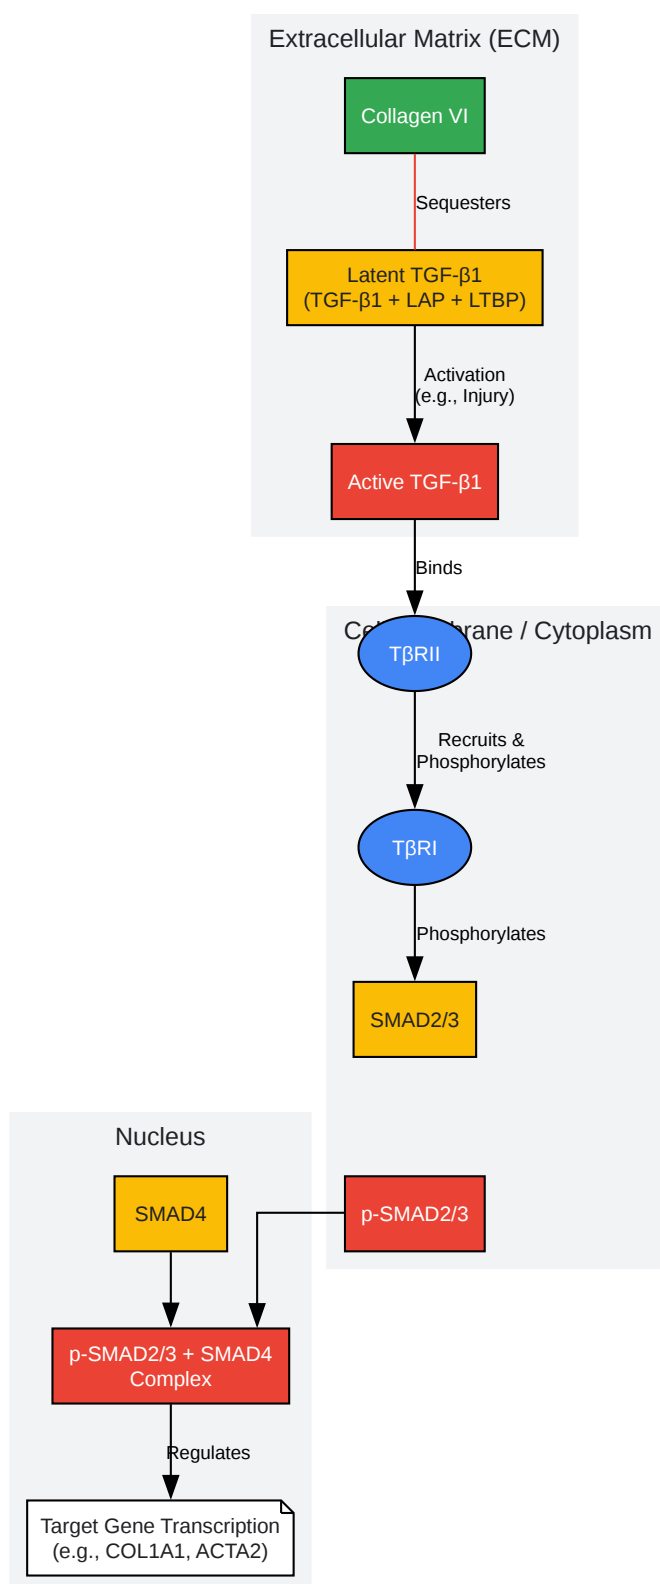 Extracellular Matrix (ECM)
Collagen VI
Sequesters
Latent TGF-β1
(TGF-β1 + LAP + LTBP)
Activation
(e.g., Injury)
Active TGF-β1
Binds
/ Cytoplasm
TβRII
Recruits &
Phosphorylates
TβRI
Phosphorylates
SMAD2/3
Nucleus
SMAD4
p-SMAD2/3
p-SMAD2/3 + SMAD4
Complex
Regulates
Target Gene Transcription
(e.g., COL1A1, ACTA2)